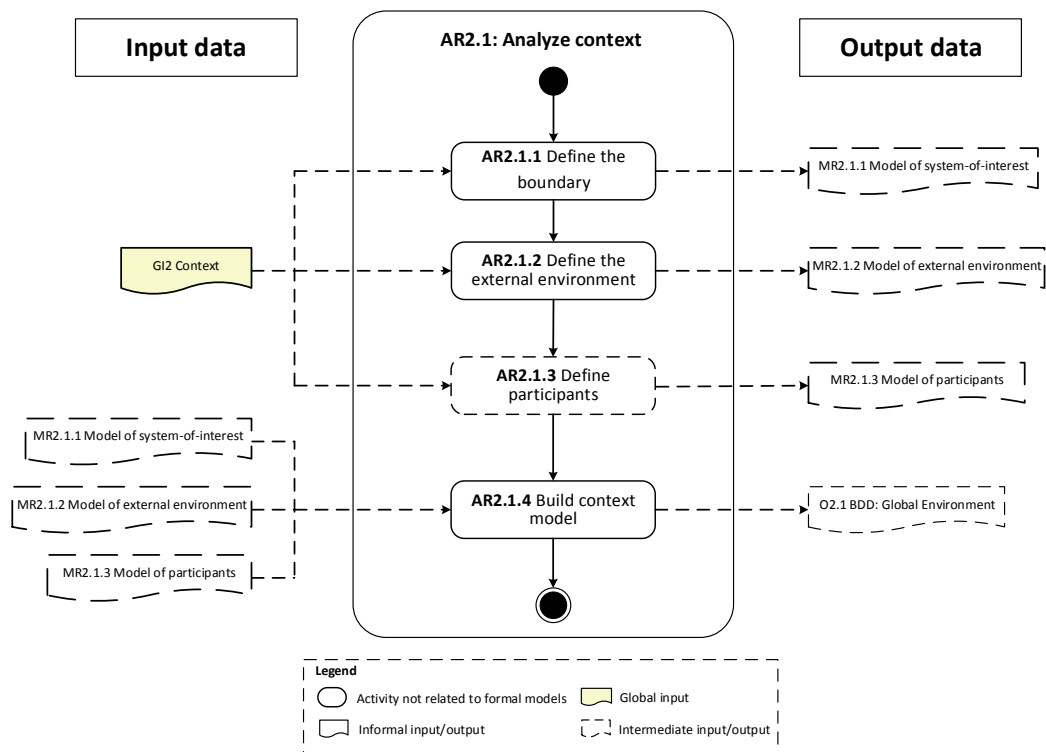 Input data
AR2.1: Analyze context
Output data
AR2.1.1 Define the
boundary
MR2.1.1 Model of system-of-interest
GI2 Context
AR2.1.2 Define the
external environment
MR2.1.2 Model of external environment
AR2.1.3 Define
participants
MR2.1.3 Model of participants
MR2.1.1 Model of system-of-interest
MR2.1.2 Model of external environment
MR2.1.3 Model of participants
AR2.1.4 Build context
model
O2.1 BDD: Global Environment
Legend
Activity not related to formal models
Global input
Informal input/output
Intermediate input/output